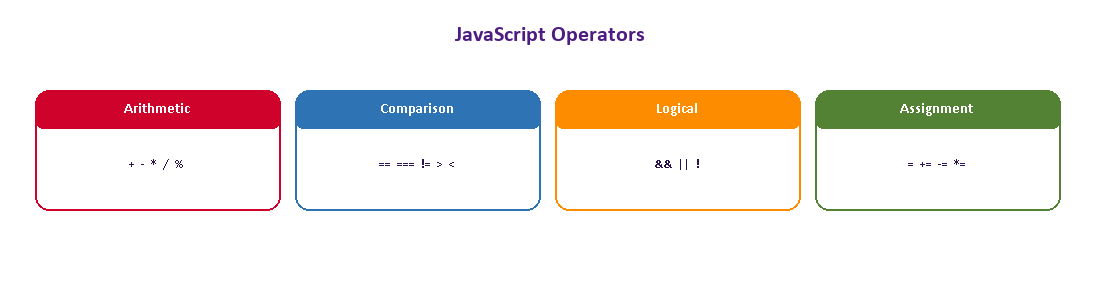 JavaScript Operators
Arithmetic
+ - * / %
Comparison
== === != > <
Logical
&& || !
Assignment
= += -= *=